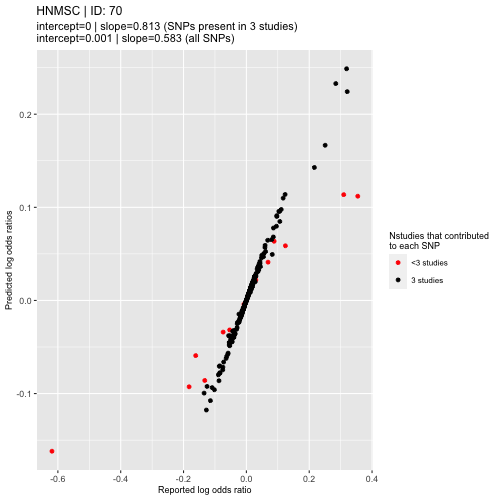 HNMSC | ID: 70
intercept=0 | slope=0.813 (SNPs present in 3 studies)
intercept=0.001 | slope=0.583 (all SNPs)
Predicted log odds ratios
0.2
0.1
0.0
-0.1
-0.6
-0.4
-0.2
0.0
0.2
0.4
Reported log odds ratio
Nstudies that contributed
to each SNP
<3 studies
3 studies